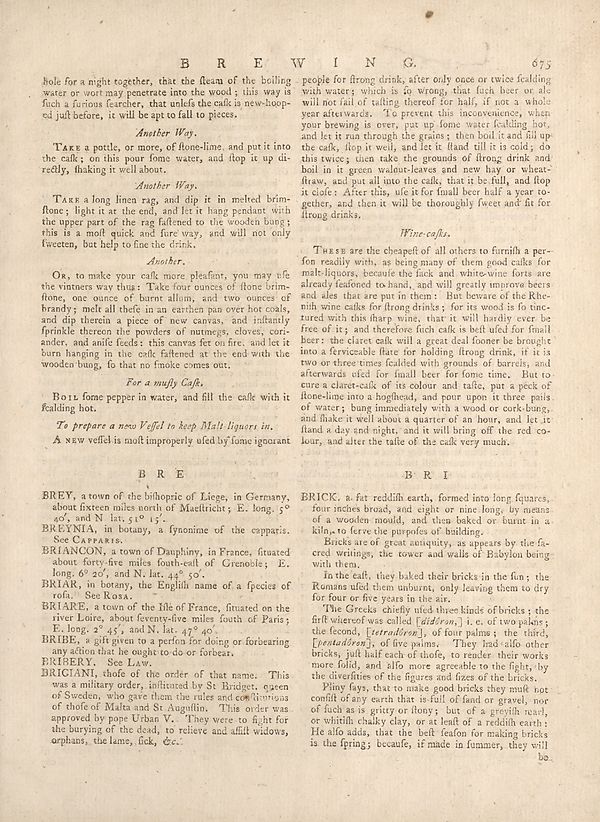 B R E W I N G. 675
hole for a night together, that the ſteam of the boiling
water or wort may penetrate into the wood ; this way is
ſuch a furious ſearcher, that unleſs the caſk is new-hoop-
ed juſt before, it will be apt to fall to pieces.
Another Way.
TAKE a pottle, or more, of ſtone-lime, and put it into
the caſk ; on this pour ſome water, and ſtop it up di-
rectly, ſhaking it well about.
Another Way.
TAKE a long linen rag, and dip it in melted brim-
ſtone ; light it at the end, and let it hang pendant with
the upper part of the rag faſtened to the wooden bung ;
this is a moſt quick and ſure way, and will not only
ſweeten, but help to fine the drink.
Another.
OR, to make your caſk more pleaſant, you may uſe
the vintners way thus : Take four ounces of ſtone brim-
ſtone, one ounce of burnt allum, and two ounces of
brandy ; melt all theſe in an earthen pan over hot coals,
and dip therein a piece of new canvas, and inſtantly
ſprinkle thereon the powders of nutmegs, cloves, cori-
ander, and aniſe ſeeds : this canvas ſet on fire, and let it
burn hanging in the caſk faſtened at the end with the
wooden bung, ſo that no ſmoke comes out.
For a muſty Caſk.
BOIL ſome pepper in water, and fill the caſk with it
ſcalding hot.
To prepare a new Veſſel to keep Malt-liquors in.
A NEW veſſel is moſt improperly uſed by ſome ignorant
people for ſtrong drink, after only once or twice ſcalding
with water ; which is ſo wrong, that ſuch beer or ale
will not fail of taſting thereof for half, if not a whole
year afterwards. To prevent this inconvenience, when
your brewing is over, put up ſome water ſcalding hot,
and let it run through the grains ; then boil it and fill up
the caſk, ſtop it well, and let it ſtand till it is cold ; do
this twice ; then take the grounds of ſtrong drink and
boil in it green walnut-leaves and new hay or wheat-
ſtraw, and put all into the caſk, that it be full, and ſtop
it cloſe : After this, uſe it for ſmall beer half a year to-
gether, and then it will be thoroughly ſweet and fit for
ſtrong drinks.
Wine-caſks.
THESE are the cheapeſt of all others to furniſh a per-
ſon readily with, as being many of them good caſks for
malt-liquors, becauſe the ſack and white-wine ſorts are
already ſeaſoned to hand, and will greatly improve beers
and ales that are put in them : But beware of the Rhe-
niſh wine caſks for ſtrong drinks ; for its wood is ſo tinc-
tured with this ſharp wine, that it will hardly ever be
free of it ; and therefore ſuch caſk is beſt uſed for ſmall
beer : the claret caſk will a great deal ſooner be brought
into a ſerviceable ſtate for holding ſtrong drink, if it is
two or three times ſcalded with grounds of barrels, and
afterwards uſed for ſmall beer for ſome time. But to
cure a claret-caſk of its colour and taſte, put a peck of
ſtone-lime into a hogſhead, and pour upon it three pails
of water ; bung immediately with a wood or cork-bung,
and ſhake it well about a quarter of an hour, and let it
ſtand a day and night, and it will bring off the red co-
lour, and alter the taſte of the caſk very much.
B R E
BREY, a town of the biſhopric of Liege, in Germany,
about ſixteen miles north of Maeſtricht ; E. long. 5°
40', and N. lat. 51° 15'.
BREYNIA, in botany, a ſynonime of the capparis.
See CAPPARIS.
BRIANCON, a town of Dauphiny, in France, ſituated
about forty-five miles ſouth-eaſt of Grenoble ; E.
long. 6° 20', and N. lat. 44° 50'.
BRIAR, in botany, the Engliſh name of a ſpecies of
roſa. See ROSA.
BRIARE, a town of the Iſle of France, ſituated on the
river Loire, about ſeventy-five miles ſouth of Paris ;
E. long. 2° 45', and N. lat. 47° 40'.
BRIBE, a gift given to a perſon for doing or forbearing
any action that he ought to do or forbear.
BRIBERY. See LAW.
BRICIANI, thoſe of the order of that name. This
was a military order, inſtituted by St Bridget, queen
of Sweden, who gave them the rules and conſtitutions
of thoſe of Malta and St Auguſtin. This order was
approved by pope Urban V. They were to fight for
the burying of the dead, to relieve and aſſiſt widows,
orphans, the lame, ſick, &c.
B R I
BRICK, a fat reddiſh earth, formed into long ſquares,
four inches broad, and eight or nine long, by means
of a wooden mould, and then baked or burnt in a
kiln, to ſerve the purpoſes of building.
Bricks are of great antiquity, as appears by the ſa-
cred writings, the tower and walls of Babylon being
with them.
In the eaſt, they baked their bricks in the ſun ; the
Romans uſed them unburnt, only leaving them to dry
for four or five years in the air.
The Greeks chiefly uſed three kinds of bricks ; the
firſt whereof was called [didóron,] i. e. of two palms ;
the ſecond, [tetradóron], of four palms ; the third,
[pentadóron], of five palms. They had alſo other
bricks, juſt half each of thoſe, to render their works
more ſolid, and alſo more agreeable to the ſight, by
the diverſities of the figures and ſizes of the bricks.
Pliny ſays, that to make good bricks they muſt not
conſiſt of any earth that is full of ſand or gravel, nor
of ſuch as is gritty or ſtony ; but of a greyiſh marl,
or whitiſh chalky clay, or at leaſt of a reddiſh earth :
He alſo adds, that the beſt ſeaſon for making bricks
is the ſpring ; becauſe, if made in ſummer, they will
be